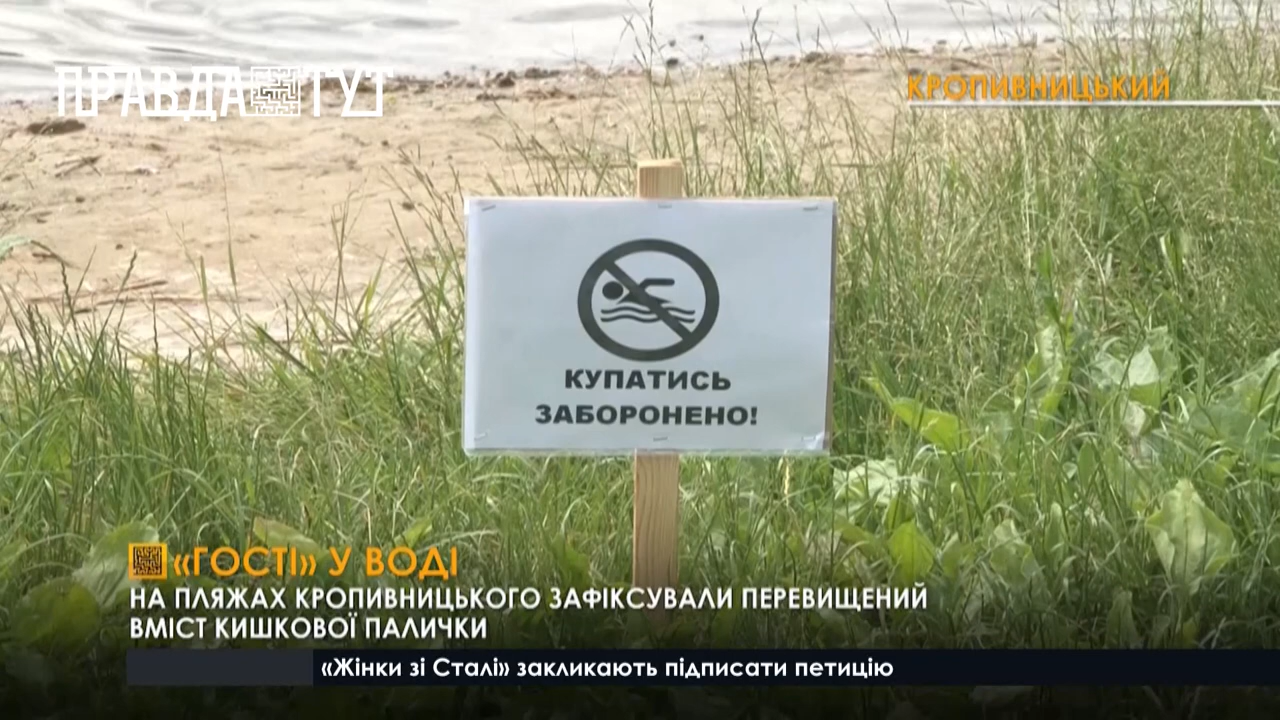 ПРАВДА ТУТ
КРОПИВНИЦЬКИЙ
КУПАТИСЬ
ЗАБОРОНЕНО!
«ГОСТІ» У ВОДІ
НА ПЛЯЖАХ КРОПИВНИЦЬКОГО ЗАФІКСУВАЛИ ПЕРЕВИЩЕНИЙ
ВМІСТ КИШКОВОЇ ПАЛИЧКИ
«Жінки зі Сталі» закликають підписати петицію